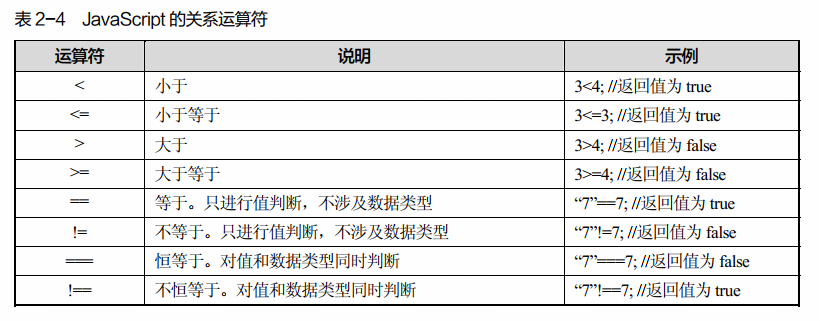 表 2-4 JavaScript 的关系运算符
运算符 说明 示例
< 小于 3<4; //返回值为 true
<= 小于等于 3<=3; //返回值为 true
> 大于 3>4; //返回值为 false
>= 大于等于 3>=4; //返回值为 false
== 等于。只进行值判断，不涉及数据类型 “7”==7; //返回值为 true
!= 不等于。只进行值判断，不涉及数据类型 “7”!=7; //返回值为 false
=== 恒等于。对值和数据类型同时判断 “7”===7; //返回值为 false
!== 不恒等于。对值和数据类型同时判断 “7”!==7; //返回值为 true